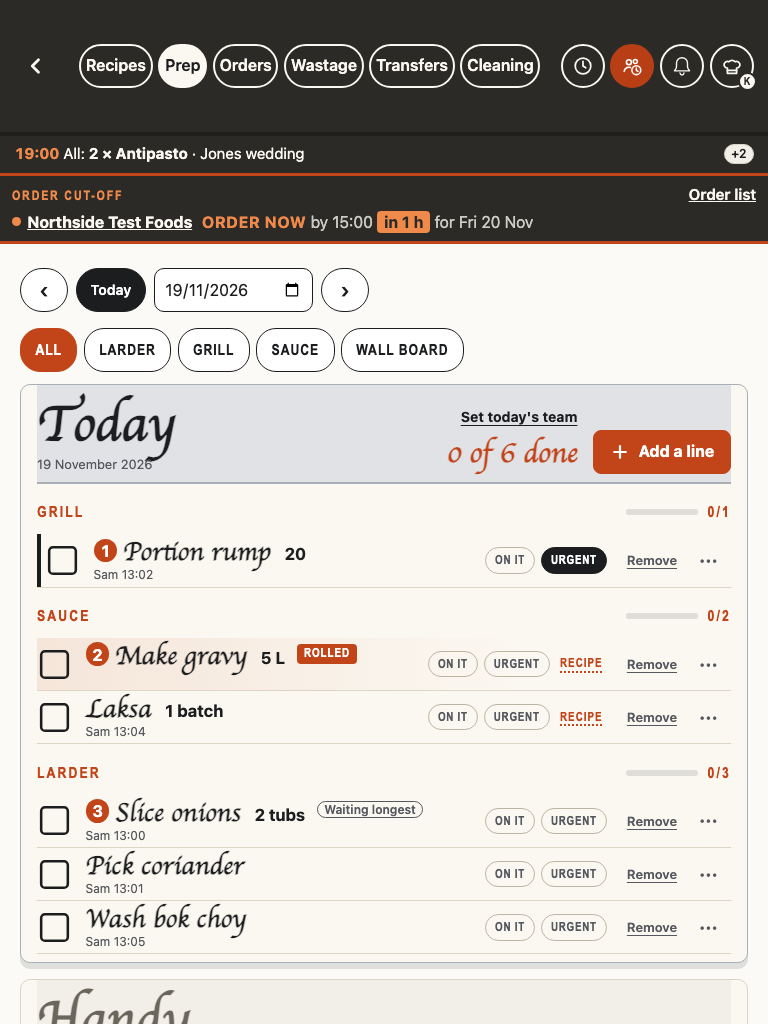 Recipes Prep Orders Wastage Transfers Cleaning K
19:00 All: 2 × Antipasto · Jones wedding +2
ORDER CUT-OFF Order list
Northside Test Foods ORDER NOW by 15:00 in 1 h for Fri 20 Nov
‹ Today 19/11/2026 ›
ALL LARDER GRILL SAUCE WALL BOARD
Today
Set today's team
0 of 6 done
+ Add a line
19 November 2026
GRILL 0/1
1 Portion rump 20 ON IT URGENT Remove ···
Sam 13:02
SAUCE 0/2
2 Make gravy 5 L ROLLED ON IT URGENT RECIPE Remove ···
Laksa 1 batch ON IT URGENT RECIPE Remove ···
Sam 13:04
LARDER 0/3
3 Slice onions 2 tubs Waiting longest ON IT URGENT Remove ···
Sam 13:00
Pick coriander ON IT URGENT Remove ···
Sam 13:01
Wash bok choy ON IT URGENT Remove ···
Sam 13:05
Handy